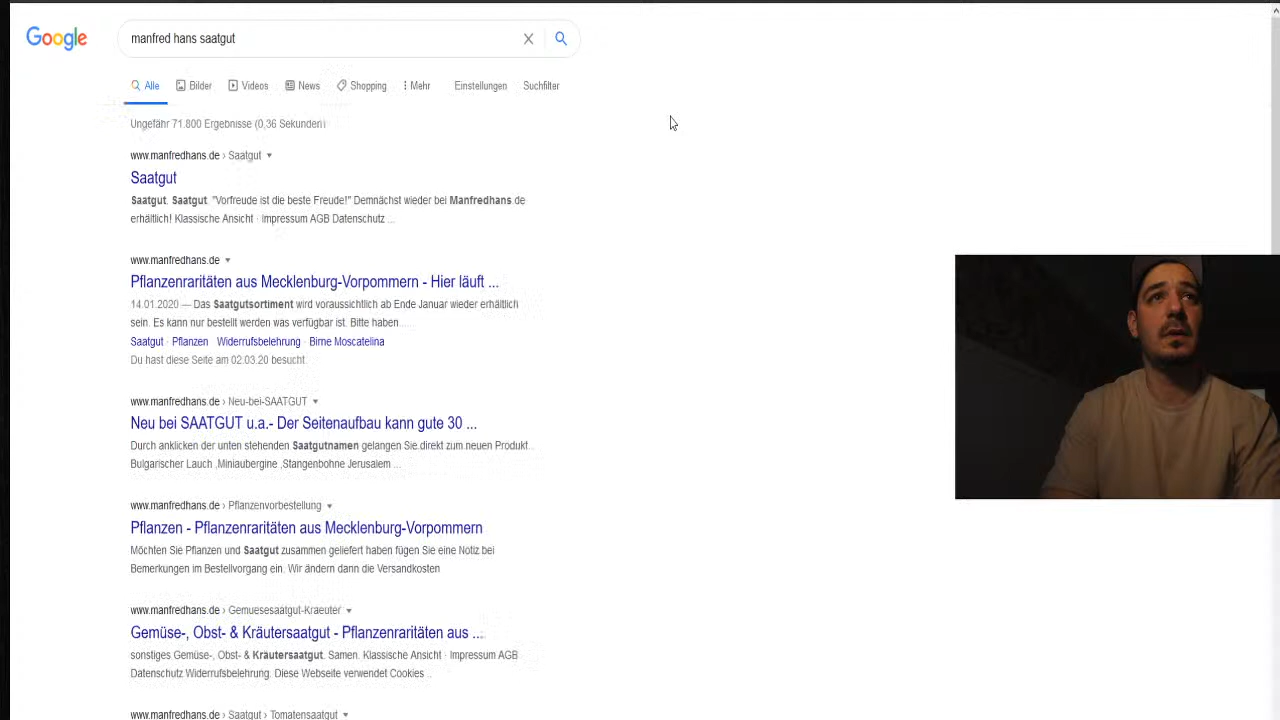 Google
manfred hans saatgut
Alle Bilder Videos News Shopping Mehr Einstellungen Suchfilter
Ungefähr 71.800 Ergebnisse (0,36 Sekunden)
www.manfredhans.de › Saatgut
Saatgut
Saatgut. Saatgut. "Vorfreude ist die beste Freude!" Demnächst wieder bei Manfredhans.de
erhältlich! Klassische Ansicht · Impressum AGB Datenschutz ...
www.manfredhans.de
Pflanzenraritäten aus Mecklenburg-Vorpommern - Hier läuft ...
14.01.2020 — Das Saatgutsortiment wird voraussichtlich ab Ende Januar wieder erhältlich
sein. Es kann nur bestellt werden was verfügbar ist. Bitte haben....
Saatgut · Pflanzen · Widerrufsbelehrung · Birne Moscatelina
Du hast diese Seite am 02.03.20 besucht.
www.manfredhans.de › Neu-bei-SAATGUT
Neu bei SAATGUT u.a.- Der Seitenaufbau kann gute 30 ...
Durch anklicken der unten stehenden Saatgutnamen gelangen Sie.direkt zum neuen Produkt..
Bulgarischer Lauch ,Miniaubergine ,Stangenbohne Jerusalem ...
www.manfredhans.de › Pflanzenvorbestellung
Pflanzen - Pflanzenraritäten aus Mecklenburg-Vorpommern
Möchten Sie Pflanzen und Saatgut zusammen geliefert haben fügen Sie eine Notiz bei
Bemerkungen im Bestellvorgang ein. Wir ändern dann die Versandkosten
www.manfredhans.de › Gemuesesaatgut-Kraeuter
Gemüse-, Obst- & Kräutersaatgut - Pflanzenraritäten aus ...
sonstiges Gemüse-, Obst- & Kräutersaatgut. Samen. Klassische Ansicht · Impressum AGB
Datenschutz Widerrufsbelehrung. Diese Webseite verwendet Cookies ..
www.manfredhans.de › Saatgut › Tomatensaatgut